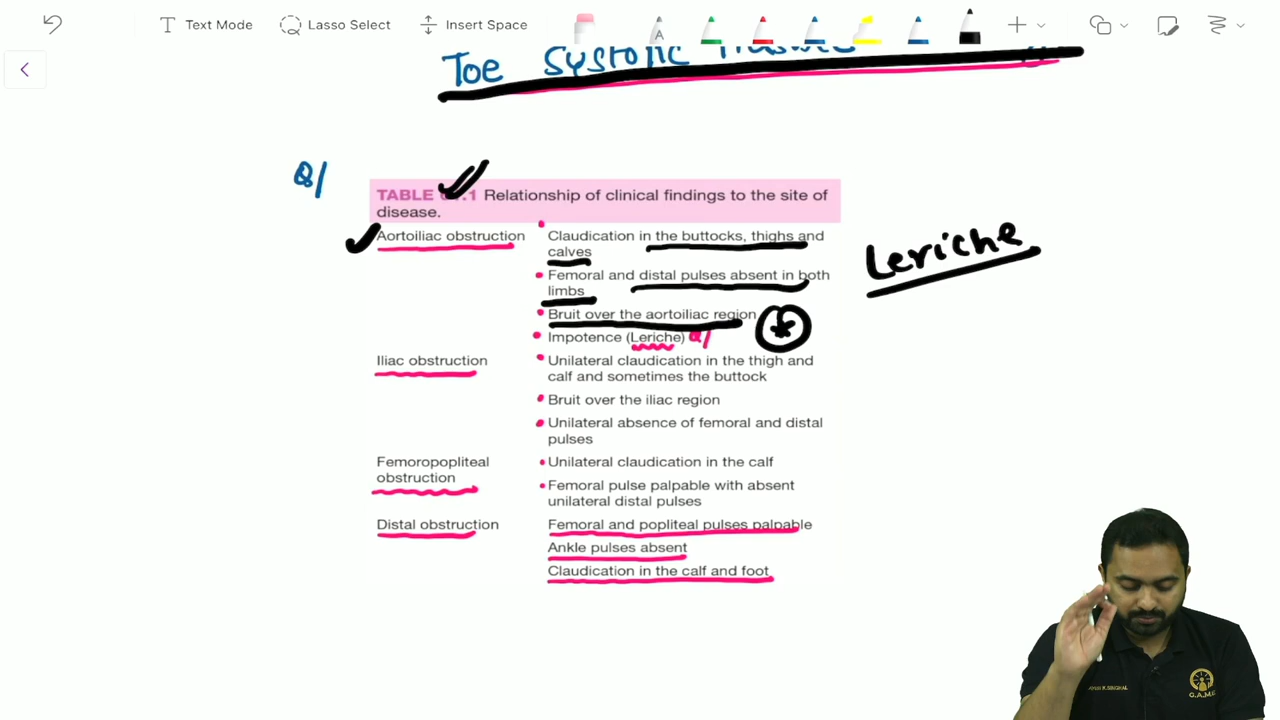 Text Mode
Lasso Select
Insert Space
A
Toe Systolic
Q/
TABLE
.1 Relationship of clinical findings to the site of
disease.
Aortoiliac obstruction
Claudication in the buttocks, thighs and
calves
Femoral and distal pulses absent in both
limbs
Bruit over the aortoiliac region
Impotence (Leriche) Q/
Leriche
Iliac obstruction
Unilateral claudication in the thigh and
calf and sometimes the buttock
Bruit over the iliac region
Unilateral absence of femoral and distal
pulses
Femoropopliteal
obstruction
Unilateral claudication in the calf
Femoral pulse palpable with absent
unilateral distal pulses
Distal obstruction
Femoral and popliteal pulses palpable
Ankle pulses absent
Claudication in the calf and foot
K.SINGHAL